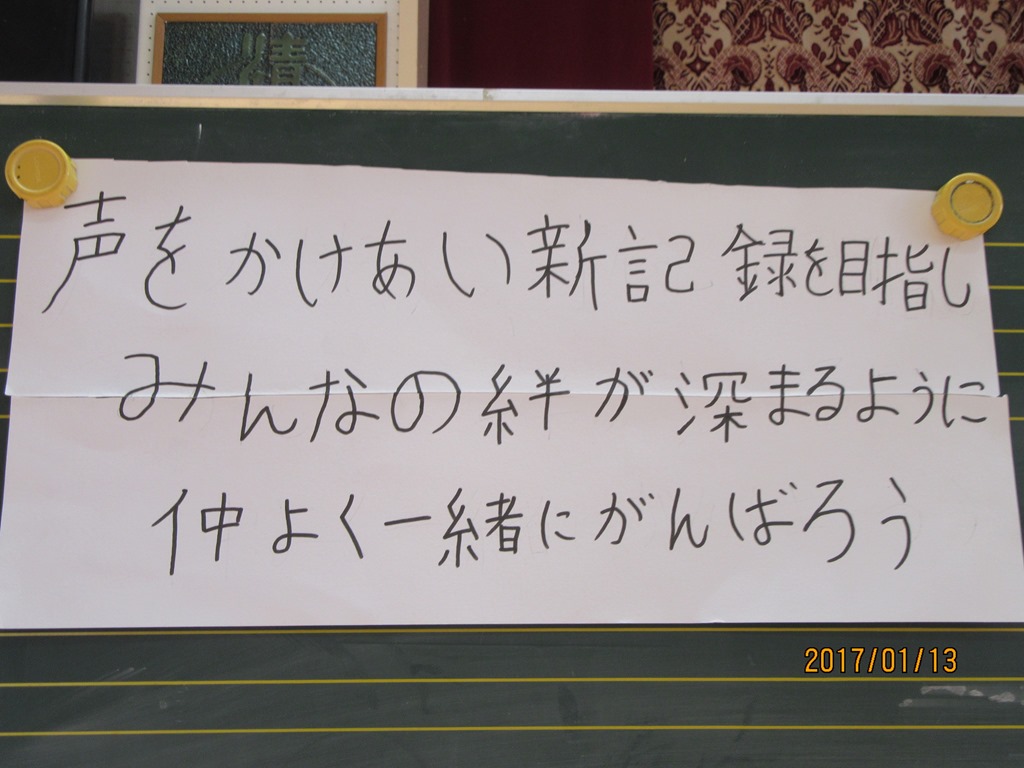 声をかけあい新記録を目指し
みんなの絆が深まるように
仲よく一緒にがんばろう
2017/01/13